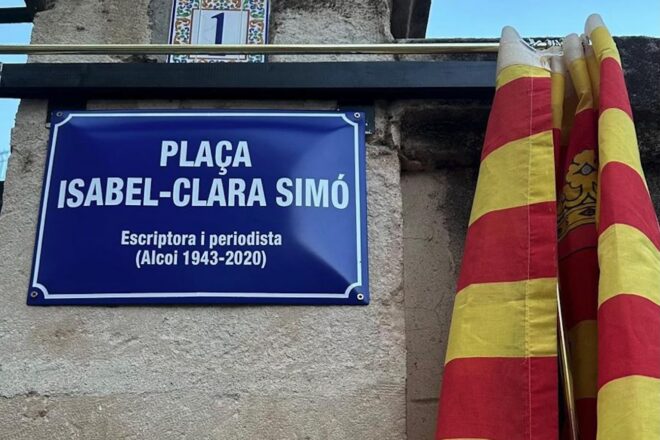 1
PLAÇA
ISABEL-CLARA SIMÓ
Escriptora i periodista
(Alcoi 1943-2020)